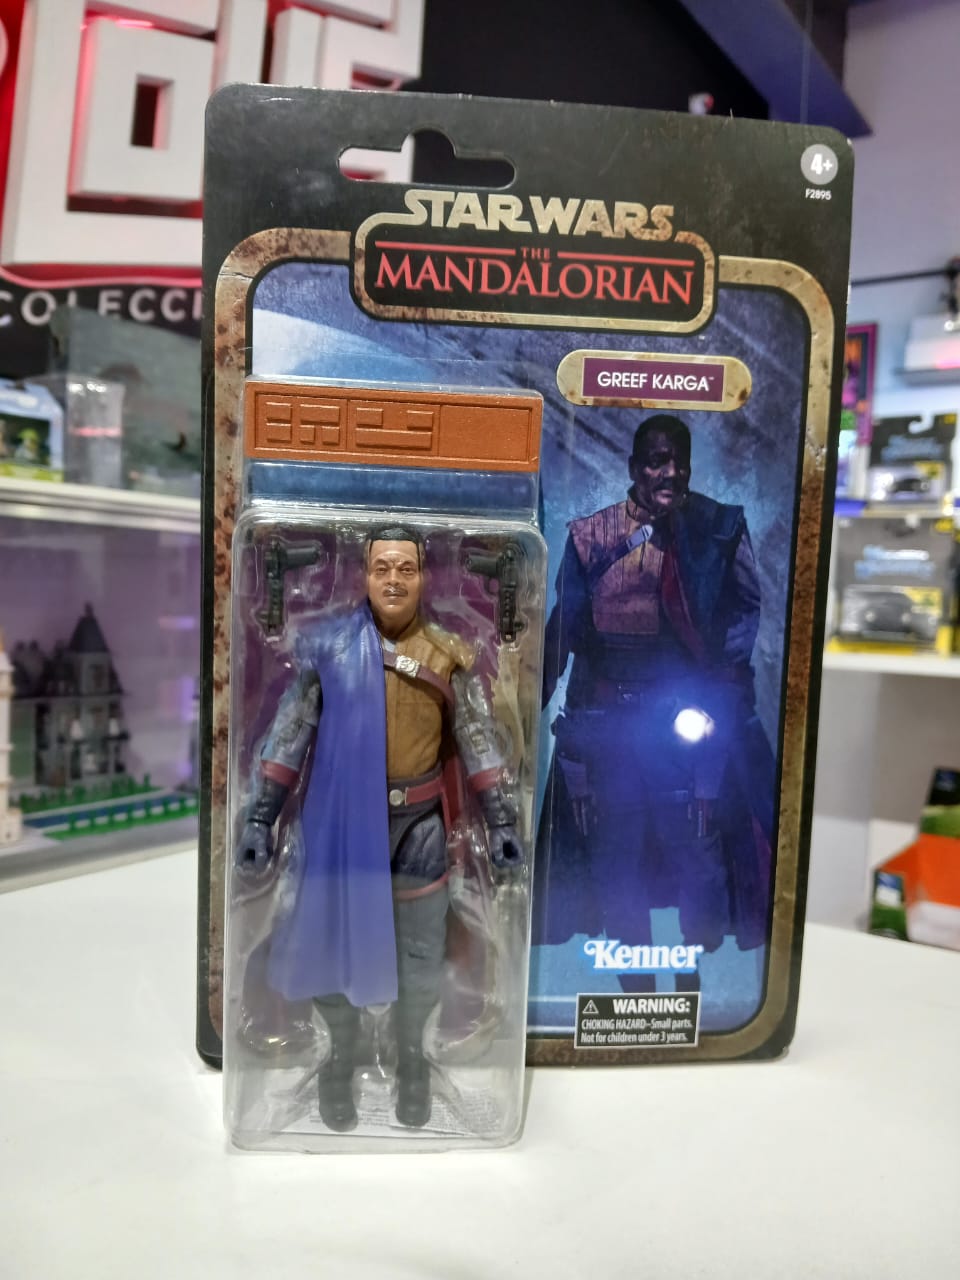 COLECCI
4+
F2895
STAR WARS
THE
MANDALORIAN
GREEF KARGA™
Kenner
WARNING:
CHOKING HAZARD–Small parts.
Not for children under 3 years.